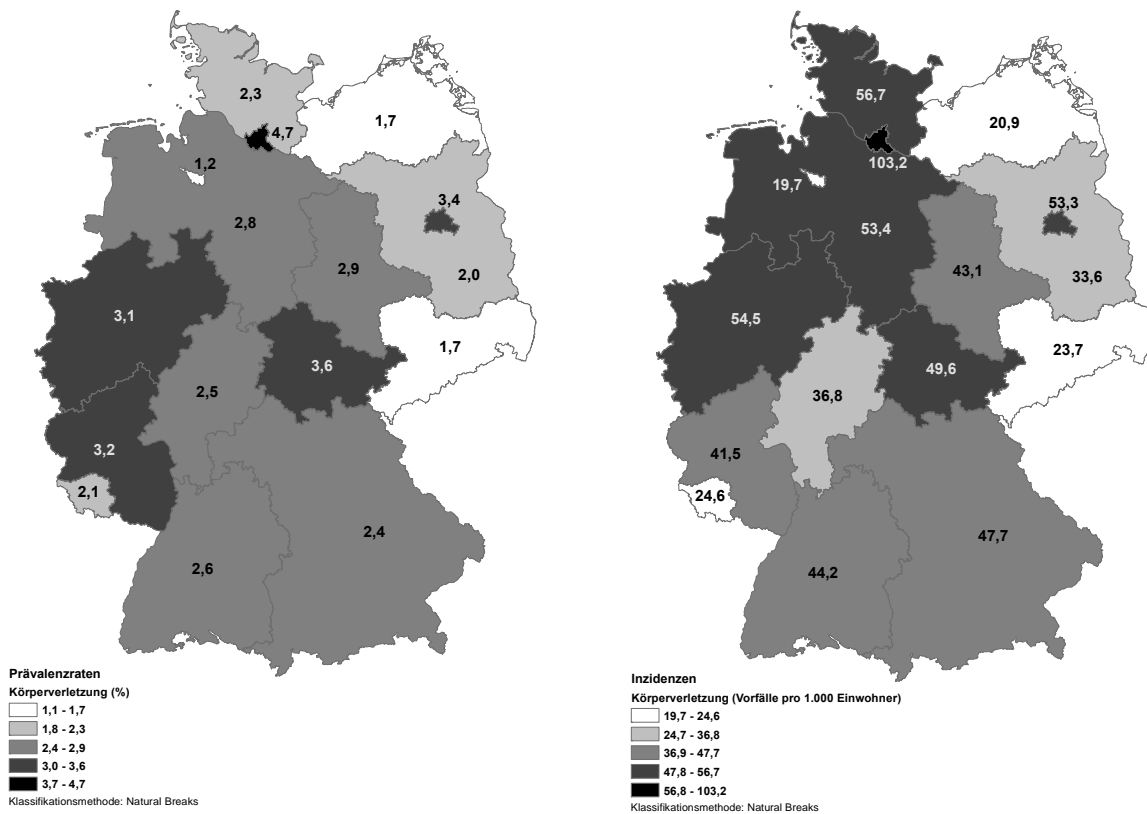 2,3
4,7
1,7
1,2
3,4
2,8
2,9
2,0
3,1
1,7
3,6
2,5
3,2
2,1
2,4
2,6
Prävalenzraten
Körperverletzung (%)
1,1 - 1,7
1,8 - 2,3
2,4 - 2,9
3,0 - 3,6
3,7 - 4,7
Klassifikationsmethode: Natural Breaks
56,7
20,9
103,2
19,7
53,3
53,4
43,1
33,6
54,5
23,7
49,6
36,8
41,5
24,6
47,7
44,2
Inzidenzen
Körperverletzung (Vorfälle pro 1.000 Einwohner)
19,7 - 24,6
24,7 - 36,8
36,9 - 47,7
47,8 - 56,7
56,8 - 103,2
Klassifikationsmethode: Natural Breaks